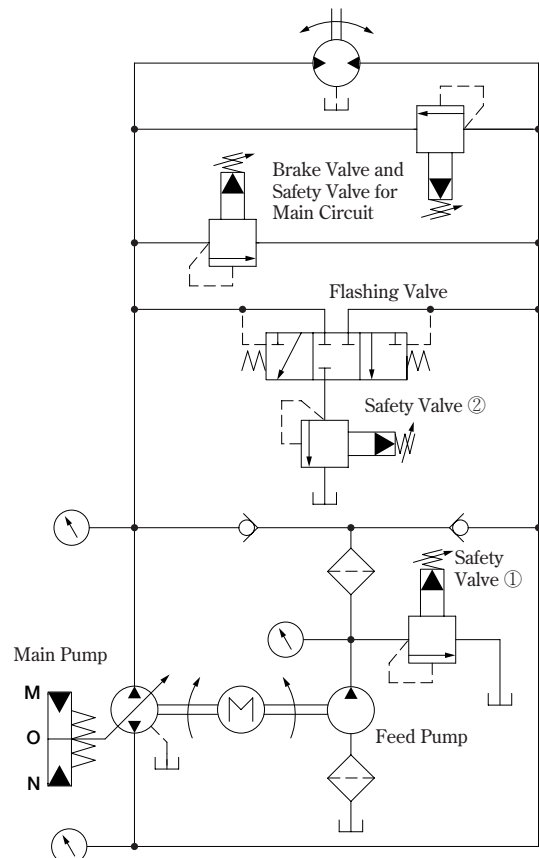 Brake Valve and
Safety Valve for
Main Circuit
Flashing Valve
Safety Valve ②
Safety
Valve ①
Main Pump
M
O
N
M
Feed Pump